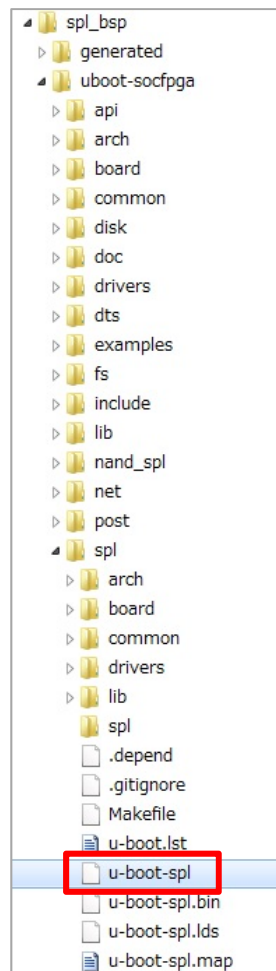 spl_bsp
generated
uboot-socfpga
api
arch
board
common
disk
doc
drivers
dts
examples
fs
include
lib
nand_spl
net
post
spl
arch
board
common
drivers
lib
spl
.depend
.gitignore
Makefile
u-boot.lst
u-boot-spl
u-boot-spl.bin
u-boot-spl.lds
u-boot-spl.map